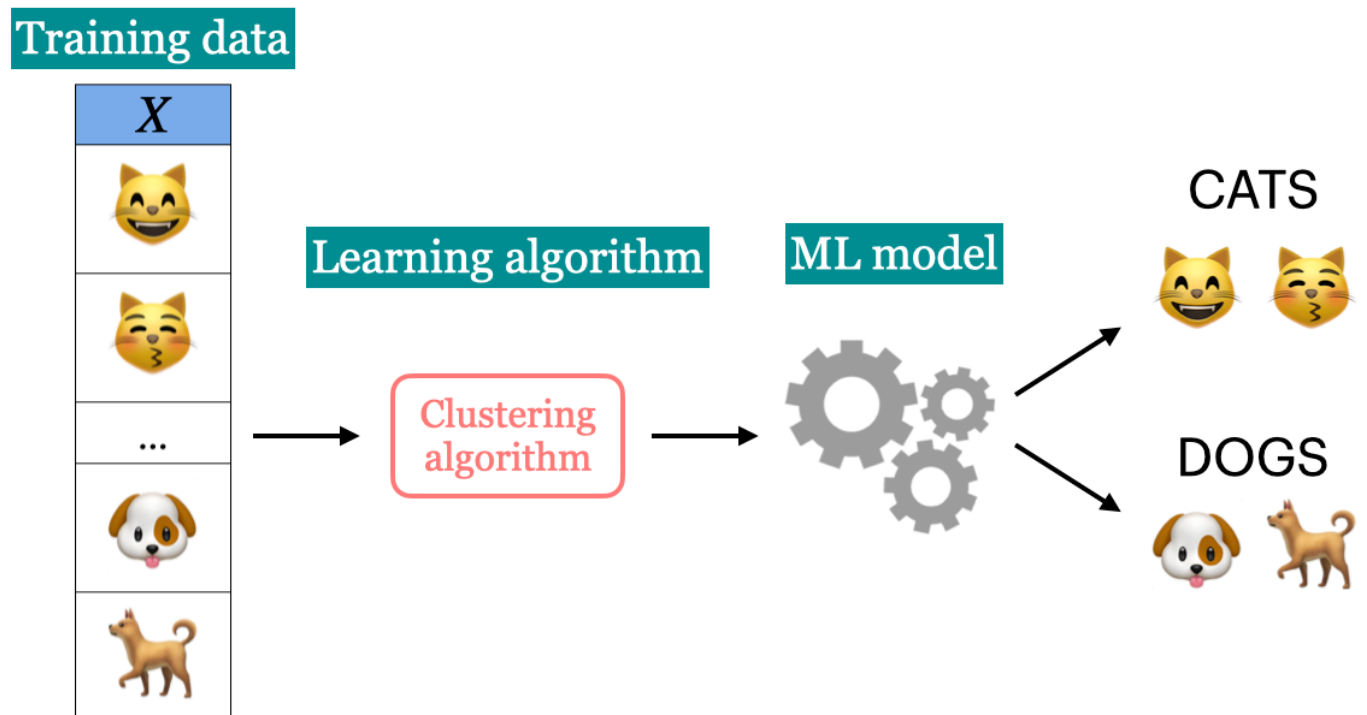 Training data
X
...
Learning algorithm
Clustering
algorithm
ML model
CATS
DOGS